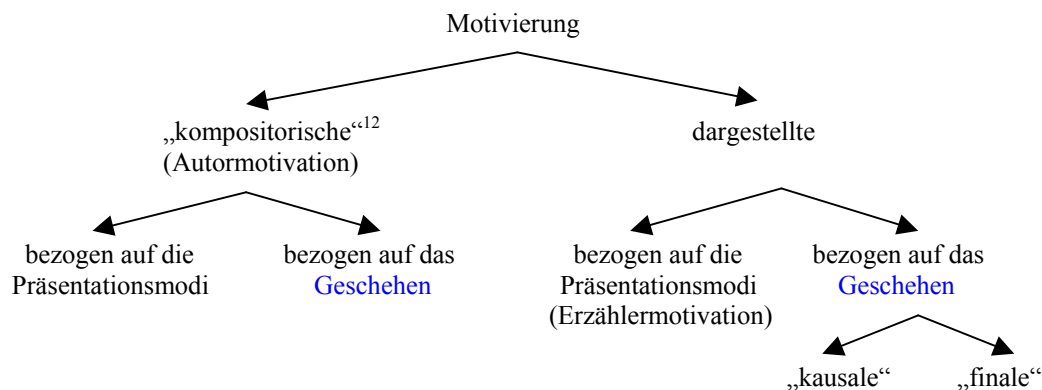 Motivierung
„kompositorische“¹²
(Autormotivation)
dargestellte
bezogen auf die
Präsentationsmodi
bezogen auf das
Geschehen
bezogen auf die
Präsentationsmodi
(Erzählermotivation)
bezogen auf das
Geschehen
„kausale“
„finale“